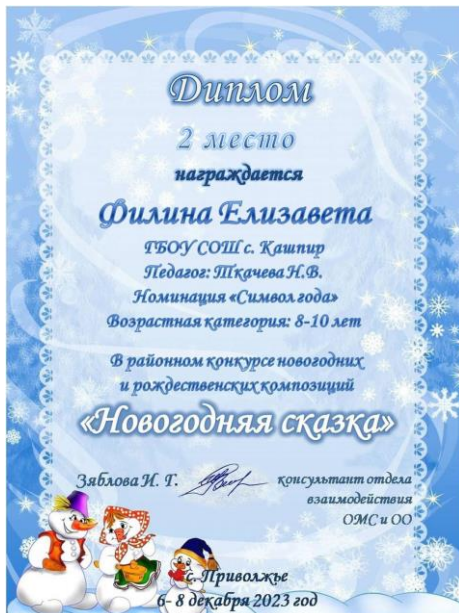 Диплом
2 место
награждается
Филина Елизавета
ГБОУ СОШ с. Кашпир
Педагог: Ткачева Н.В.
Номинация «Символ года»
Возрастная категория: 8-10 лет
В районном конкурсе новогодних
и рождественских композиций
«Новогодняя сказка»
Зяблова И. Г.
консультант отдела
взаимодействия
ОМС и ОО
с. Приволжье
6- 8 декабря 2023 год